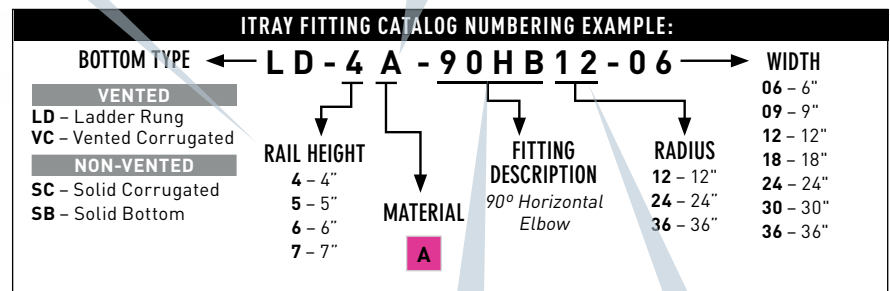 ITRAY FITTING CATALOG NUMBERING EXAMPLE:
BOTTOM TYPE
LD-4A-90HB12-06
WIDTH
VENTED
LD – Ladder Rung
VC – Vented Corrugated
NON-VENTED
SC – Solid Corrugated
SB – Solid Bottom
RAIL HEIGHT
4 – 4”
5 – 5”
6 – 6”
7 – 7”
MATERIAL
A
FITTING
DESCRIPTION
90º Horizontal
Elbow
RADIUS
12 – 12"
24 – 24”
36 – 36”
06 – 6"
09 – 9"
12 – 12"
18 – 18"
24 – 24"
30 – 30"
36 – 36"